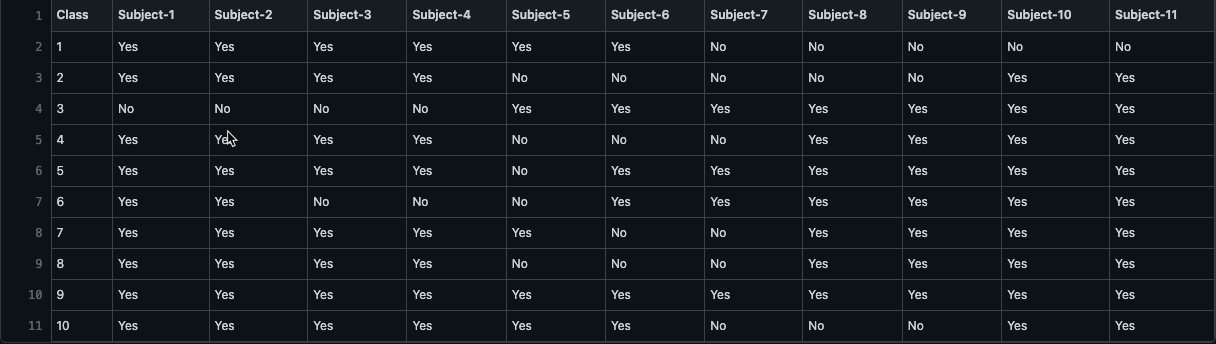 1 Class Subject-1 Subject-2 Subject-3 Subject-4 Subject-5 Subject-6 Subject-7 Subject-8 Subject-9 Subject-10 Subject-11
2 1 Yes Yes Yes Yes Yes Yes No No No No No
3 2 Yes Yes Yes Yes No No No No No Yes Yes
4 3 No No No No Yes Yes Yes Yes Yes Yes Yes
5 4 Yes Yes Yes Yes No No No Yes Yes Yes Yes
6 5 Yes Yes Yes Yes No Yes Yes Yes Yes Yes Yes
7 6 Yes Yes No No No Yes Yes Yes Yes Yes Yes
8 7 Yes Yes Yes Yes Yes No No Yes Yes Yes Yes
9 8 Yes Yes Yes Yes No No No Yes Yes Yes Yes
10 9 Yes Yes Yes Yes Yes Yes Yes Yes Yes Yes Yes
11 10 Yes Yes Yes Yes Yes Yes No No No Yes Yes